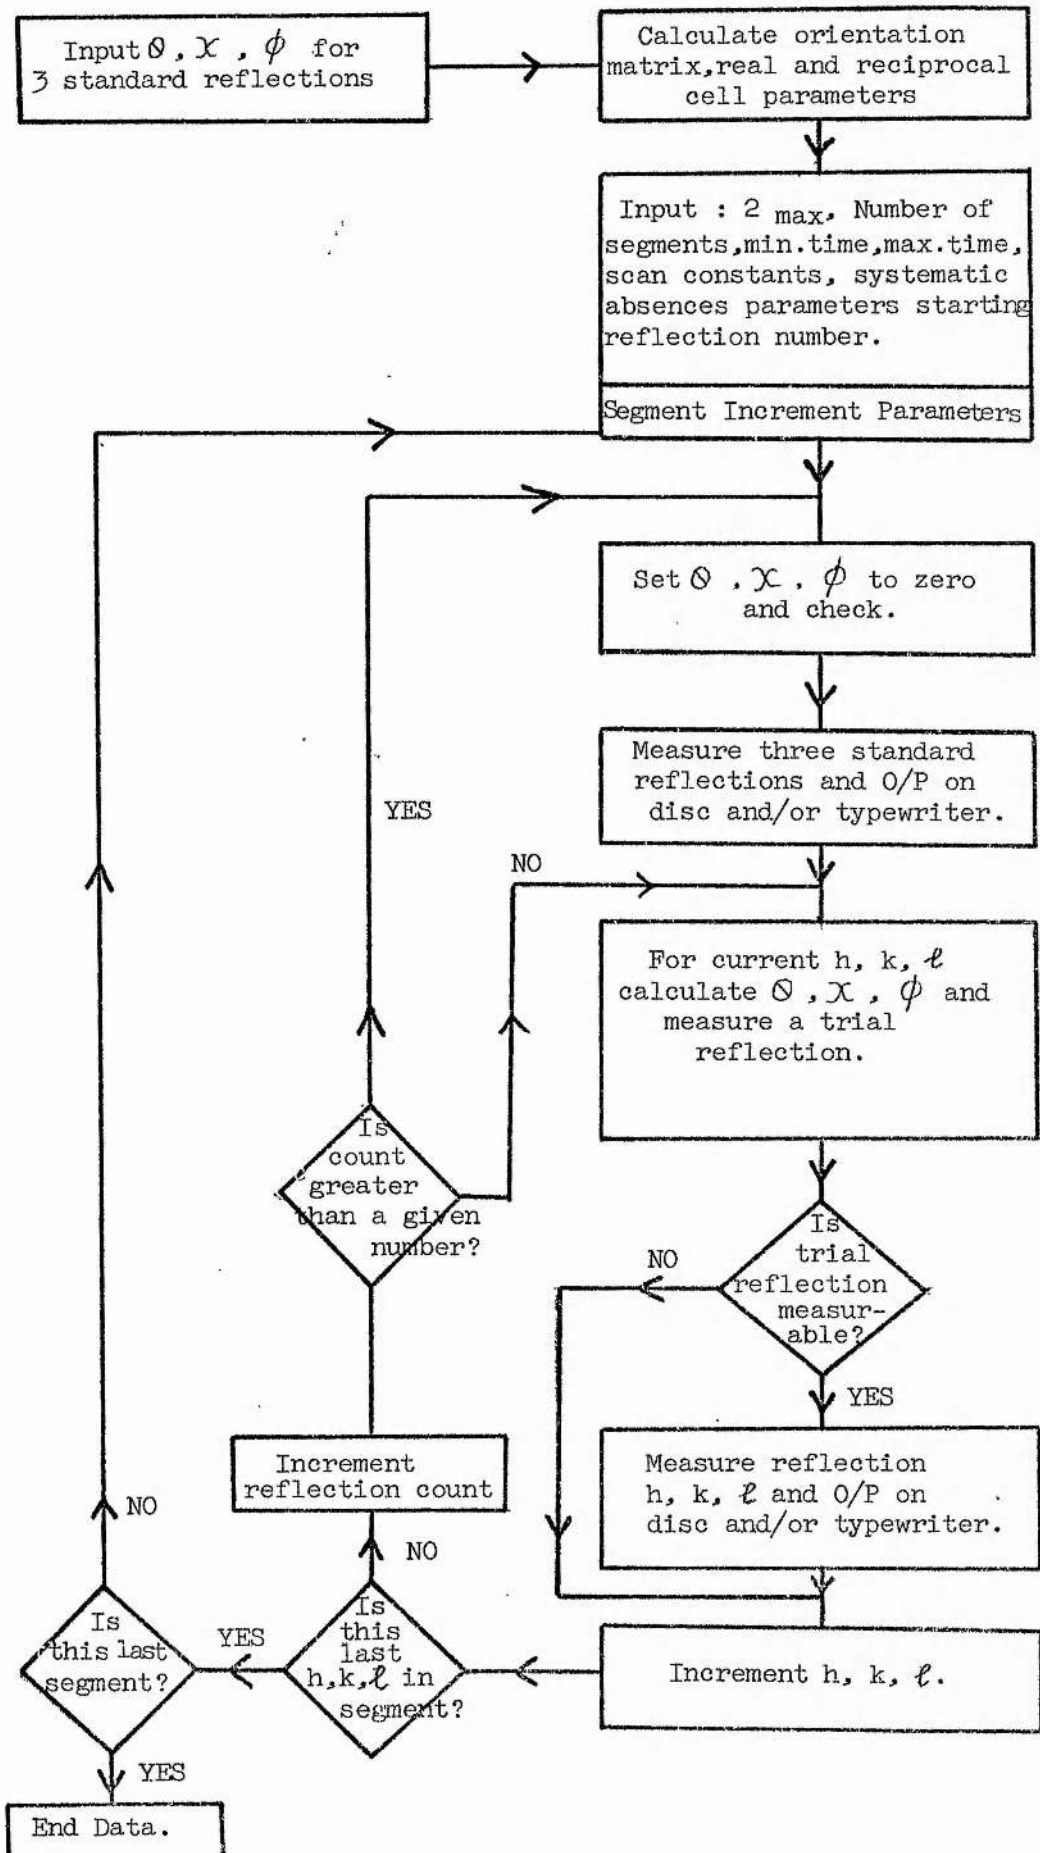 Input θ, χ, ϕ for
3 standard reflections
Calculate orientation
matrix,real and reciprocal
cell parameters
Input : 2 max, Number of
segments,min.time,max.time,
scan constants, systematic
absences parameters starting
reflection number.
Segment Increment Parameters
Set θ , χ, ϕ to zero
and check.
Measure three standard
reflections and O/P on
disc and/or typewriter.
YES
NO
For current h, k, ℓ
calculate θ , χ , ϕ and
measure a trial
reflection.
Is
count
greater
than a given
number?
Is
trial
reflection
measur-
able?
NO
YES
Increment
reflection count
Measure reflection
h, k, ℓ and O/P on
disc and/or typewriter.
NO
NO
Is
this last
segment?
YES
Is
this
last
h,k,ℓ in
segment?
Increment h, k, ℓ.
YES
End Data.